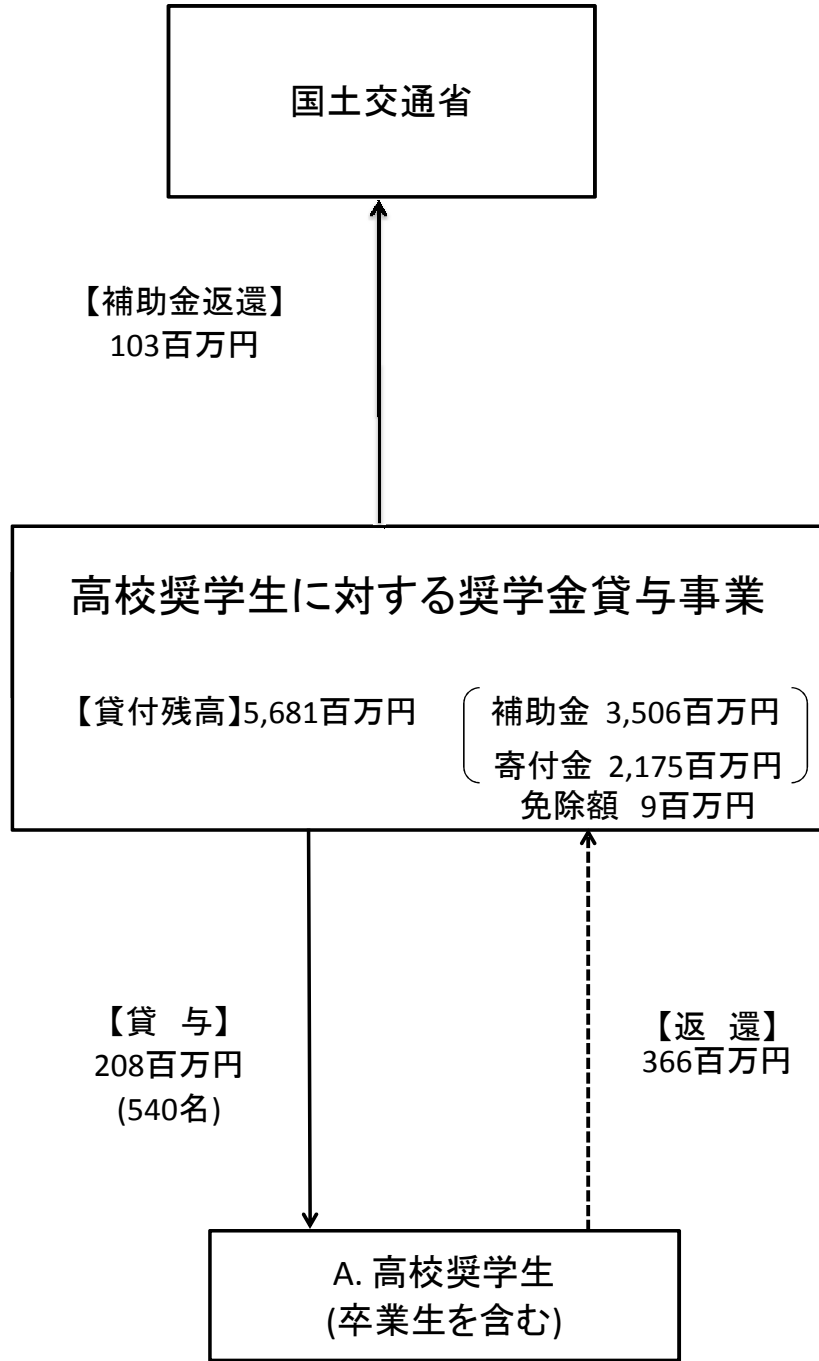 国土交通省
【補助金返還】
103百万円
高校奨学生に対する奨学金貸与事業
【貸付残高】5,681百万円
補助金 3,506百万円
寄付金 2,175百万円
免除額 9百万円
【貸 与】
208百万円
(540名)
【返 還】
366百万円
A. 高校奨学生
(卒業生を含む)